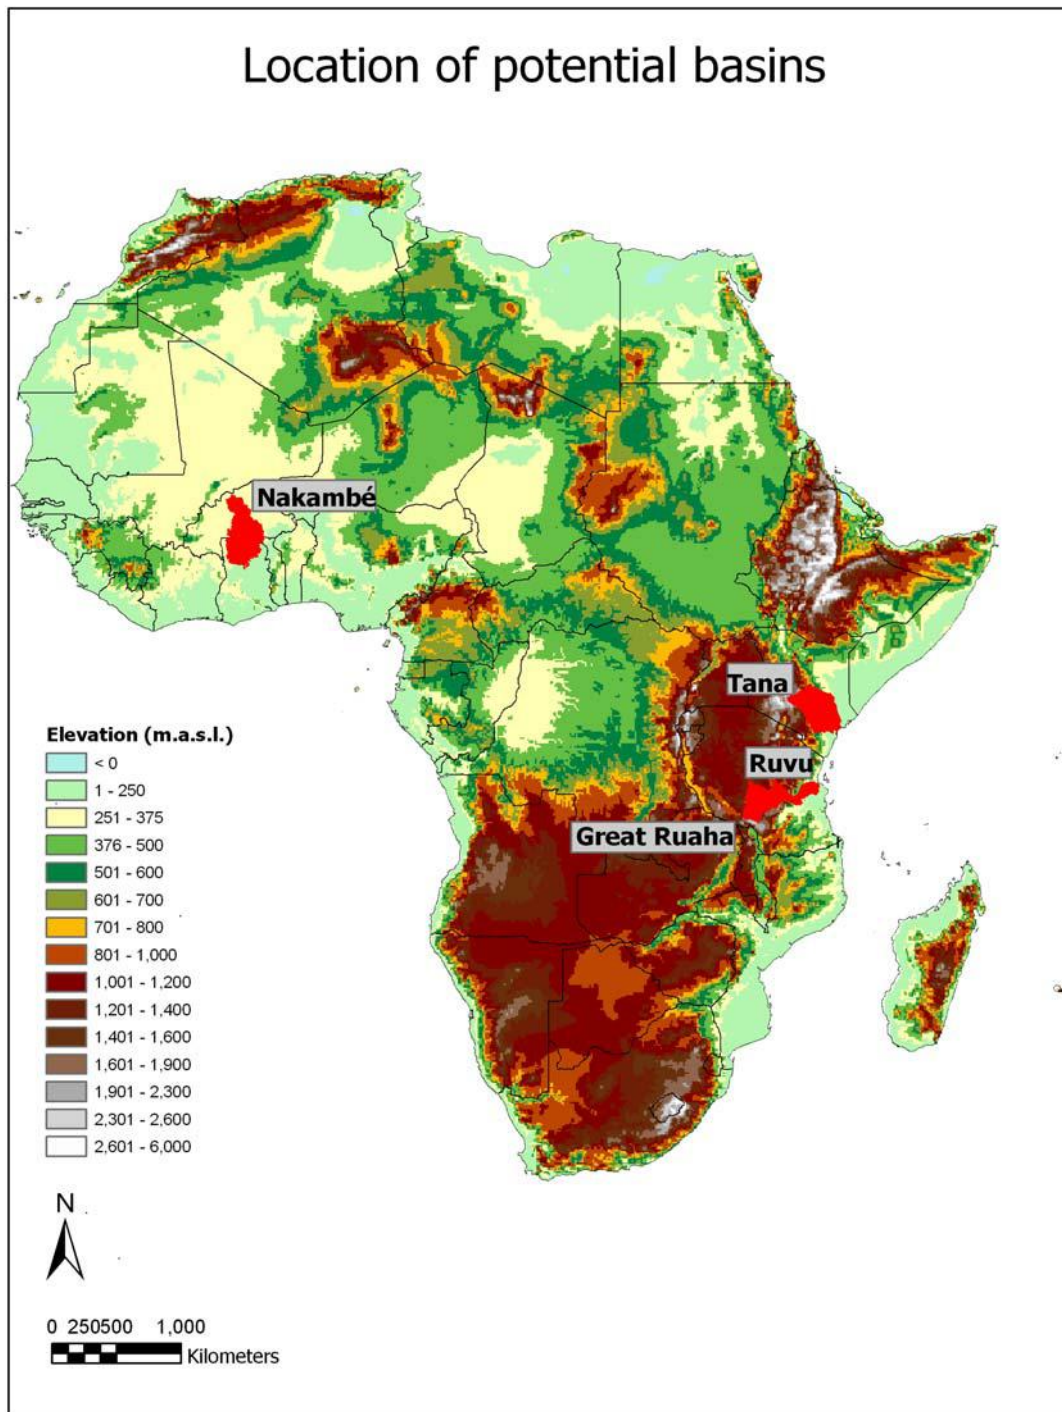 Location of potential basins
Nakambé
Tana
Ruvu
Great Ruaha
Elevation (m.a.s.l.)
< 0
1 - 250
251 - 375
376 - 500
501 - 600
601 - 700
701 - 800
801 - 1,000
1,001 - 1,200
1,201 - 1,400
1,401 - 1,600
1,601 - 1,900
1,901 - 2,300
2,301 - 2,600
2,601 - 6,000
N
0 250500 1,000
Kilometers